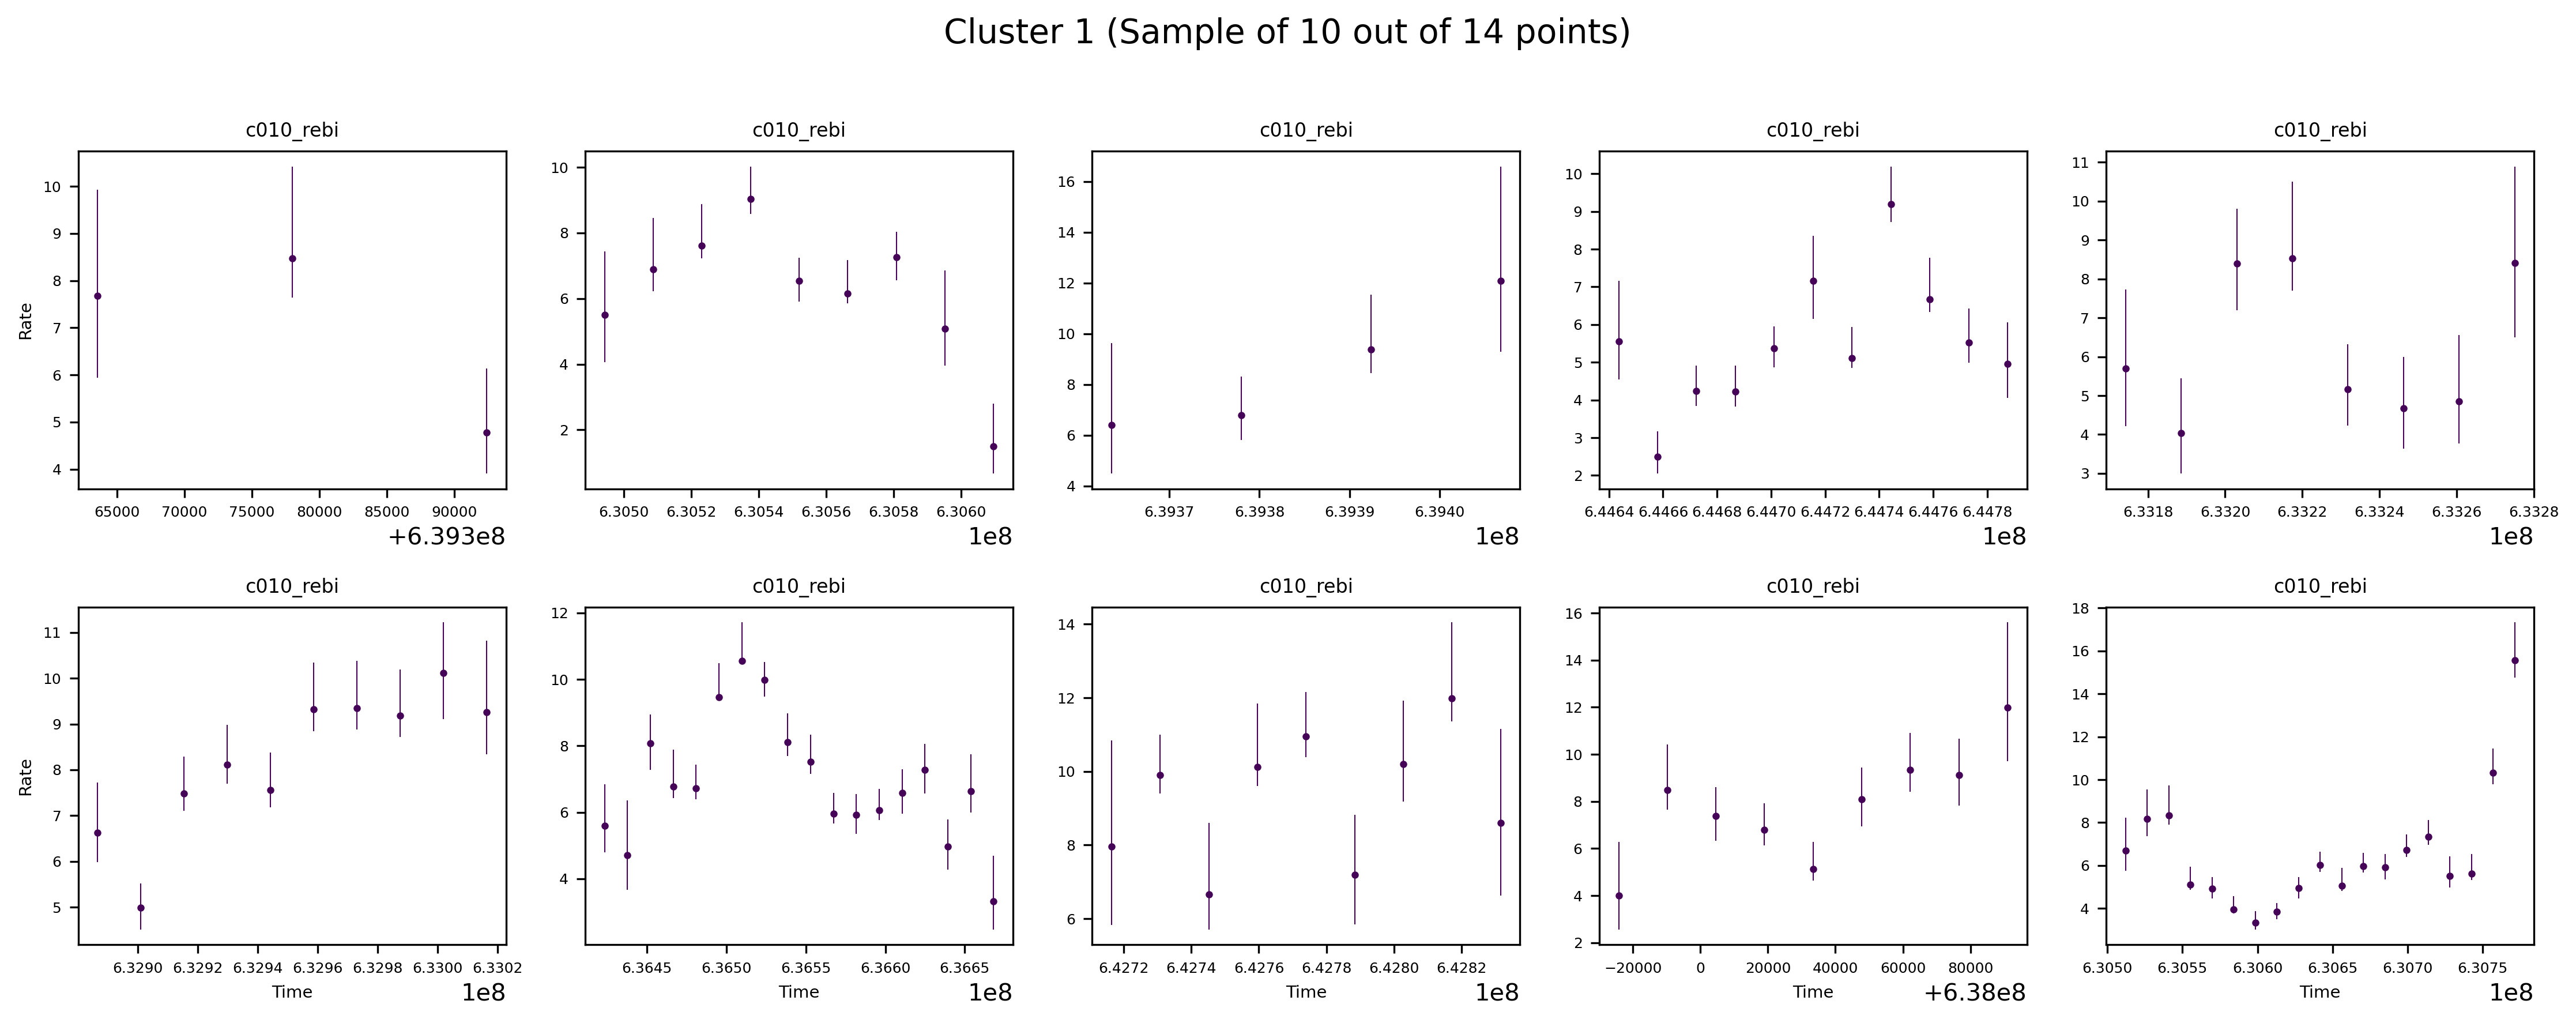 Cluster 1 (Sample of 10 out of 14 points)
c010_rebi c010_rebi c010_rebi c010_rebi c010_rebi
Rate
10
9
8
7
6
5
4
65000 70000 75000 80000 85000 90000
+6.393e8
10
8
6
4
2
6.3050 6.3052 6.3054 6.3056 6.3058 6.3060
1e8
16
14
12
10
8
6
4
6.3937 6.3938 6.3939 6.3940
1e8
10
9
8
7
6
5
4
3
2
6.4464 6.4466 6.4468 6.4470 6.4472 6.4474 6.4476 6.4478
1e8
11
10
9
8
7
6
5
4
3
6.3318 6.3320 6.3322 6.3324 6.3326 6.3328
1e8
c010_rebi c010_rebi c010_rebi c010_rebi c010_rebi
Rate
11
10
9
8
7
6
5
6.3290 6.3292 6.3294 6.3296 6.3298 6.3300 6.3302
Time
1e8
12
10
8
6
4
6.3645 6.3650 6.3655 6.3660 6.3665
Time
1e8
14
12
10
8
6
6.4272 6.4274 6.4276 6.4278 6.4280 6.4282
Time
1e8
16
14
12
10
8
6
4
2
−20000 0 20000 40000 60000 80000
Time
+6.38e8
18
16
14
12
10
8
6
4
6.3050 6.3055 6.3060 6.3065 6.3070 6.3075
Time
1e8